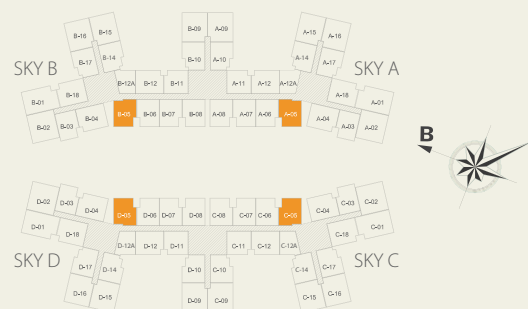 B-09 A-09
B-16 B-15 A-15 A-16
B-17 B-14 B-10 A-10 A-14 A-17
SKY B SKY A
B-18 B-12A B-12 B-11 A-11 A-12 A-12A A-18
B-01 A-01
B-02 B-03 B-04 B-05 B-06 B-07 B-08 A-08 A-07 A-06 A-05 A-04 A-03 A-02
B
D-02 D-03 D-04 D-05 D-06 D-07 D-08 C-08 C-07 C-06 C-05 C-04 C-03 C-02
D-01 D-18 D-12A D-12 D-11 C-11 C-12 C-12A C-18 C-01
SKY D SKY C
D-17 D-14 D-10 C-10 C-14 C-17
D-16 D-15 D-09 C-09 C-15 C-16